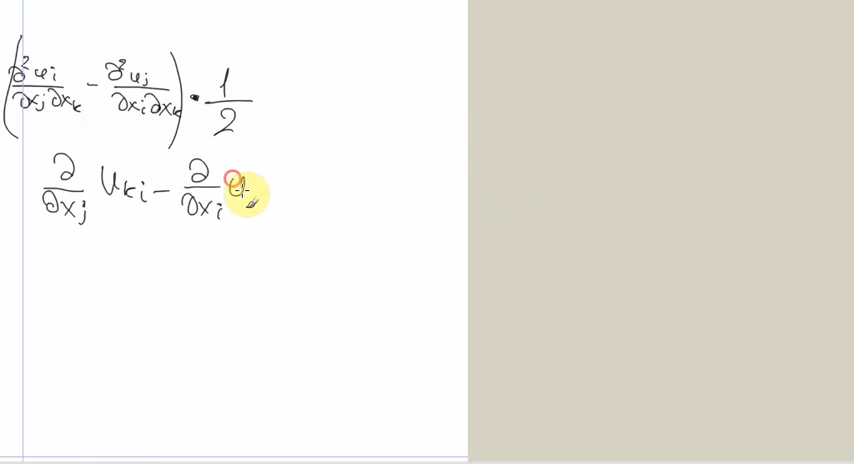 (∂²u_i/∂x_j∂x_k − ∂²u_j/∂x_i∂x_k) · 1/2
∂/∂x_j u_ki − ∂/∂x_i u